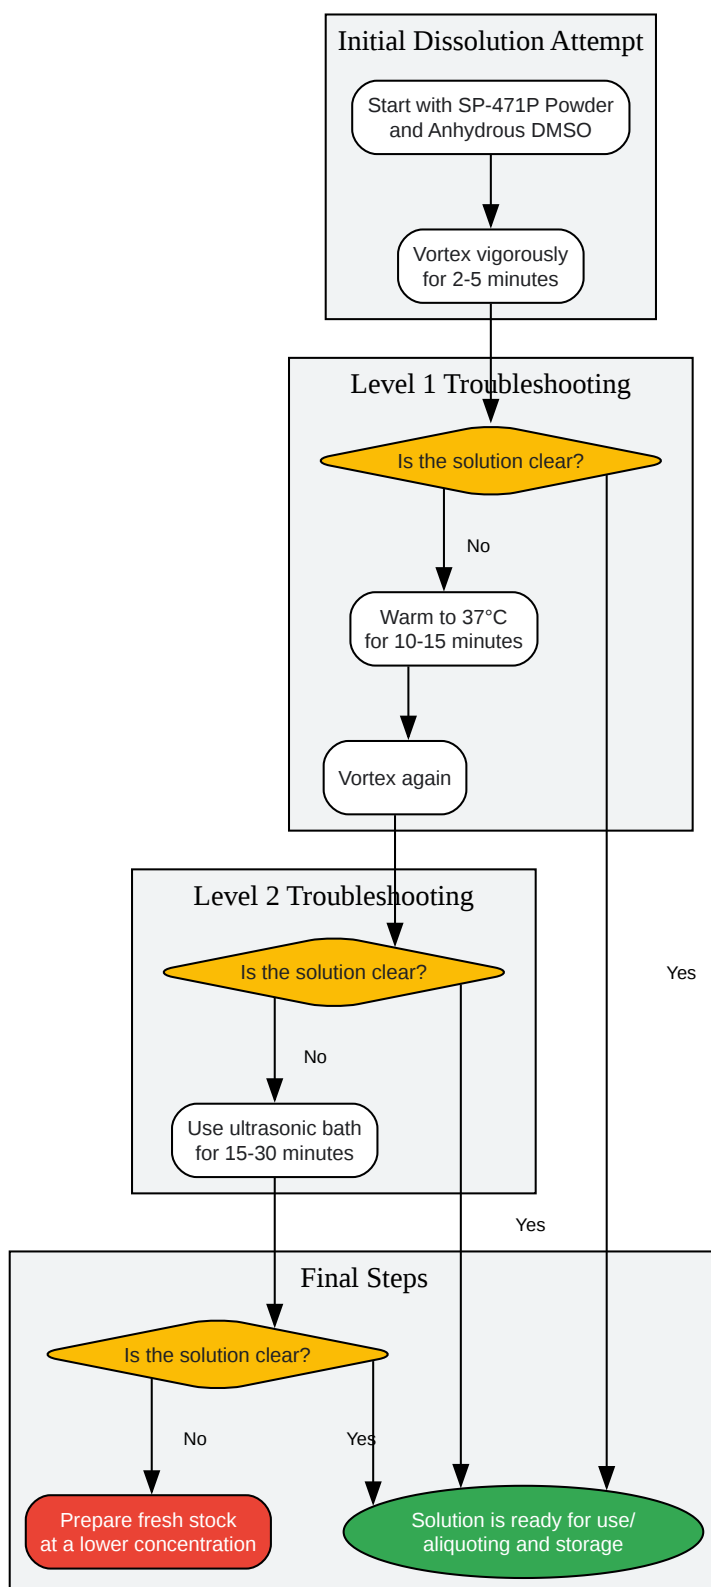 Initial Dissolution Attempt
Start with SP-471P Powder
and Anhydrous DMSO
Vortex vigorously
for 2-5 minutes
Level 1 Troubleshooting
Is the solution clear?
No
Warm to 37°C
for 10-15 minutes
Vortex again
Level 2 Troubleshooting
Is the solution clear?
Yes
No
Use ultrasonic bath
for 15-30 minutes
Yes
Final Steps
Is the solution clear?
No
Yes
Prepare fresh stock
at a lower concentration
Solution is ready for use/
aliquoting and storage